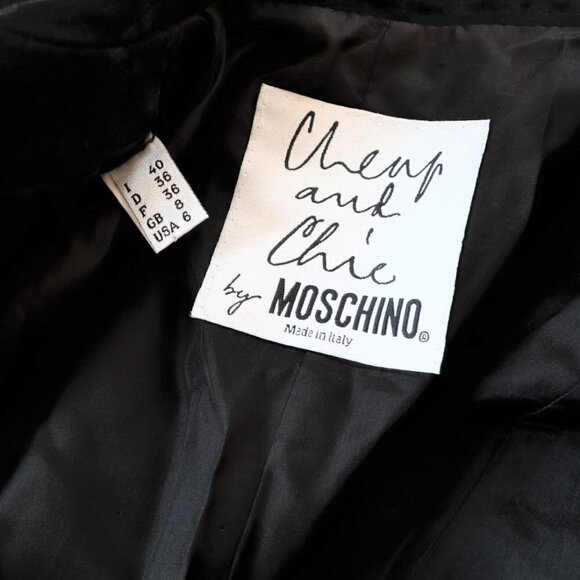 I 40
D 36
F 36
GB 8
USA 6
Cheap
and
Chic
by MOSCHINO®
Made in Italy